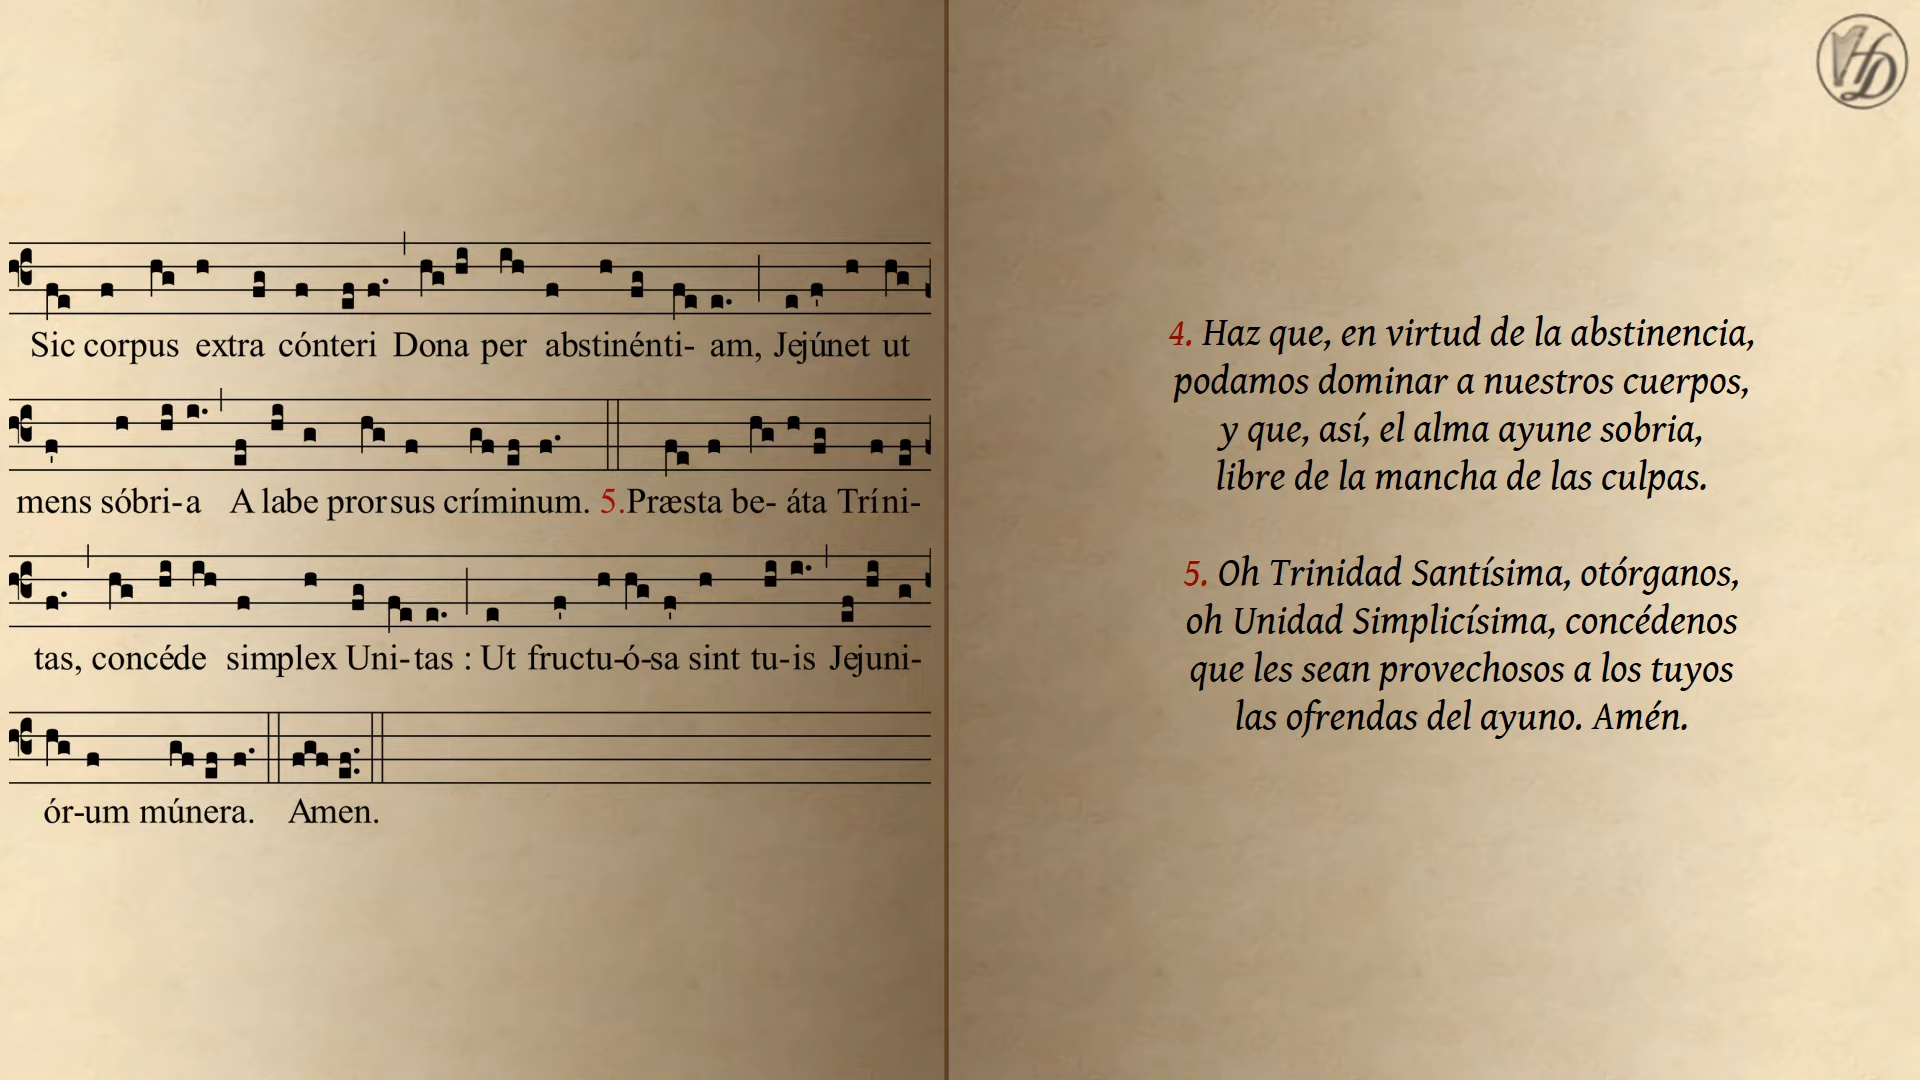 Sic corpus extra cónteri Dona per abstinénti- am, Jejúnet ut
mens sóbri-a A labe prorsus críminum. 5.Præsta be- áta Tríni-
tas, concéde simplex Uni-tas : Ut fructu-ó-sa sint tu-is Jejuni-
ór-um múnera. Amen.
HD
4. Haz que, en virtud de la abstinencia,
podamos dominar a nuestros cuerpos,
y que, así, el alma ayune sobria,
libre de la mancha de las culpas.
5. Oh Trinidad Santísima, otórganos,
oh Unidad Simplicísima, concédenos
que les sean provechosos a los tuyos
las ofrendas del ayuno. Amén.